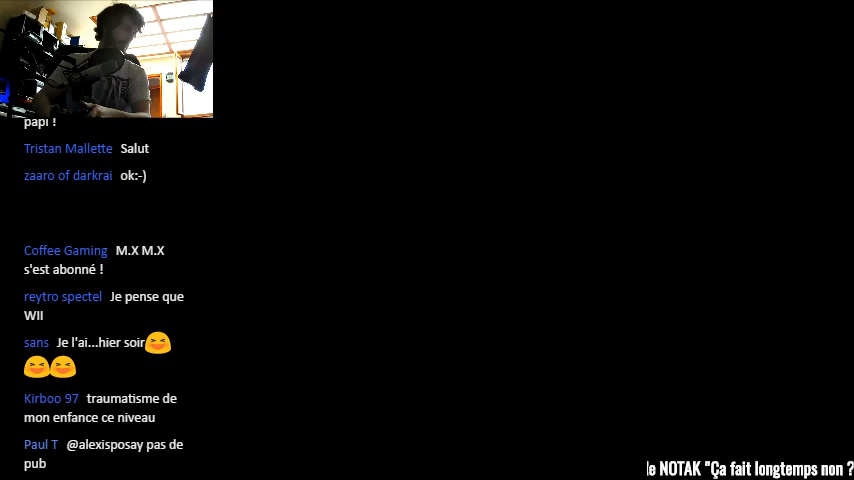 papi !
Tristan Mallette Salut
zaaro of darkrai ok:-)
Coffee Gaming M.X M.X
s'est abonné !
reytro spectel Je pense que
WII
sans Je l'ai...hier soir
Kirboo 97 traumatisme de
mon enfance ce niveau
Paul T @alexisposay pas de
pub
le NOTAK "Ça fait longtemps non ?